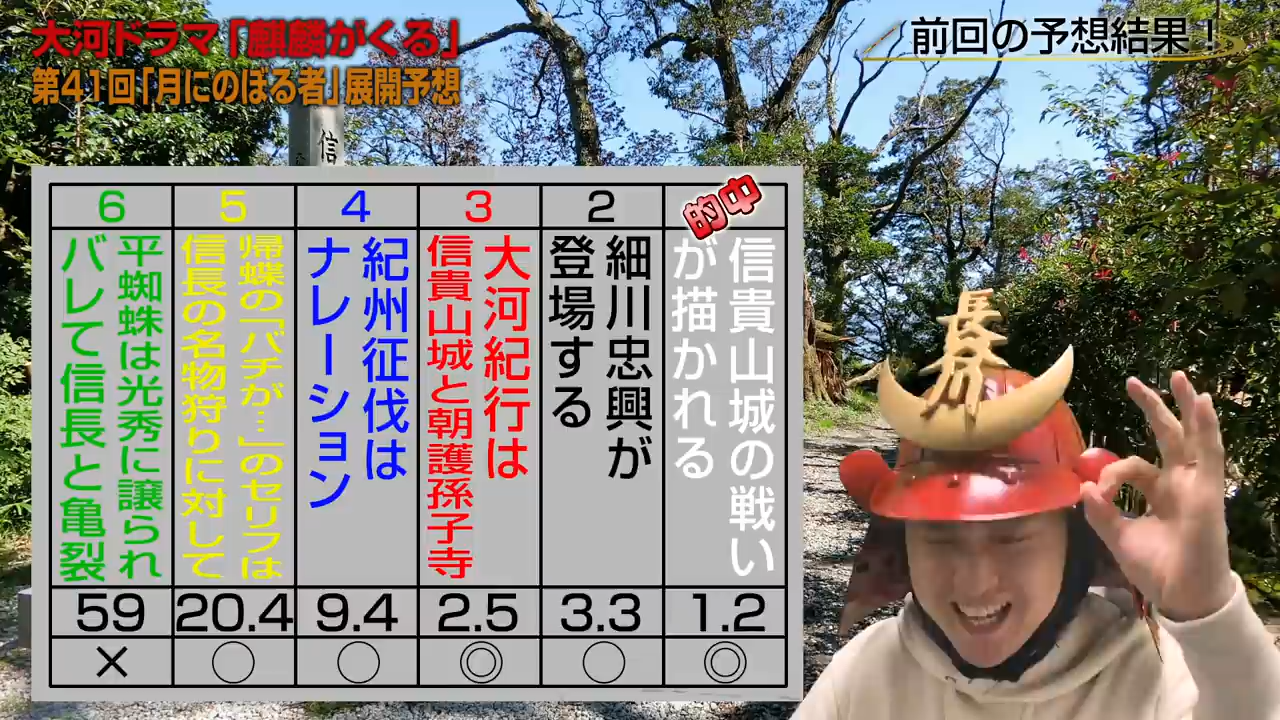 大河ドラマ「麒麟がくる」
第41回「月にのぼる者」展開予想
前回の予想結果！
信
的中
信貴山城の戦い
が描かれる
1.2
◎
2
細川忠興が
登場する
3.3
○
3
大河紀行は
信貴山城と朝護孫子寺
2.5
◎
4
紀州征伐は
ナレーション
9.4
○
5
帰蝶の「バチが…」のセリフは
信長の名物狩りに対して
20.4
○
6
平蜘蛛は光秀に譲られ
バレて信長と亀裂
59
×
長川